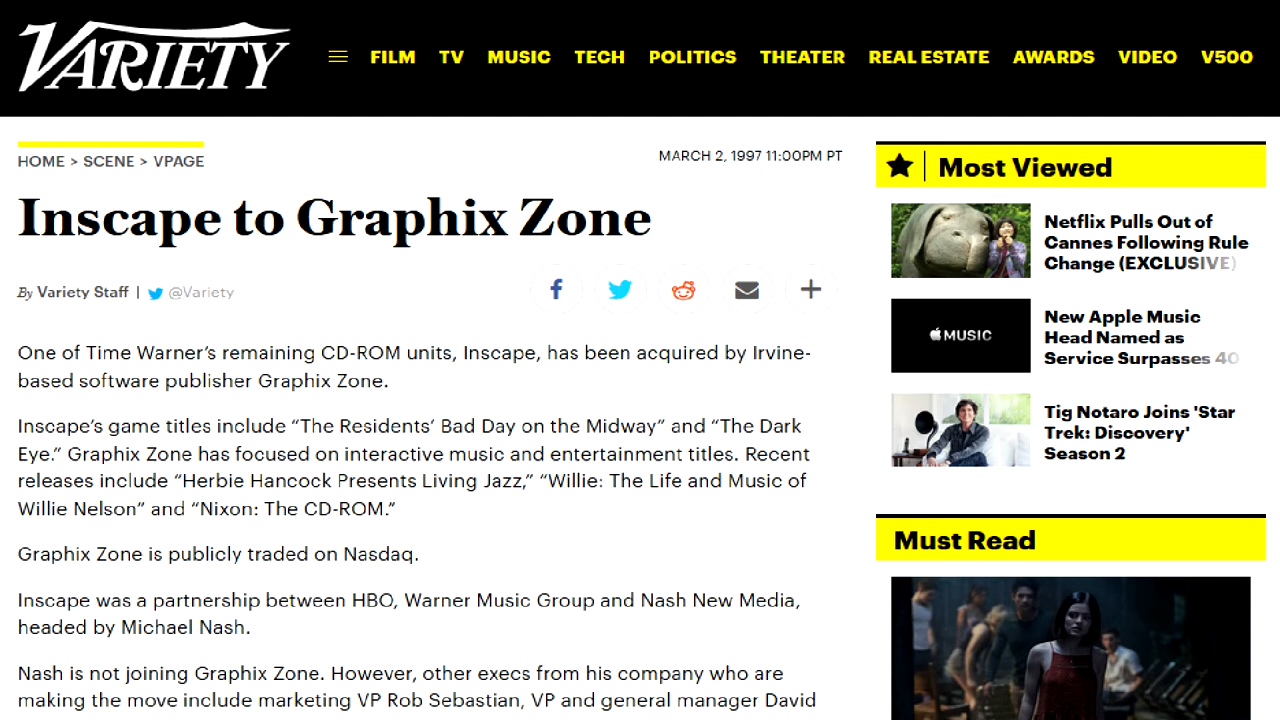 VARIETY
FILM TV MUSIC TECH POLITICS THEATER REAL ESTATE AWARDS VIDEO V500
HOME > SCENE > VPAGE
MARCH 2, 1997 11:00PM PT
Inscape to Graphix Zone
By Variety Staff | @Variety
One of Time Warner’s remaining CD-ROM units, Inscape, has been acquired by Irvine-
based software publisher Graphix Zone.
Inscape’s game titles include “The Residents’ Bad Day on the Midway” and “The Dark
Eye.” Graphix Zone has focused on interactive music and entertainment titles. Recent
releases include “Herbie Hancock Presents Living Jazz,” “Willie: The Life and Music of
Willie Nelson” and “Nixon: The CD-ROM.”
Graphix Zone is publicly traded on Nasdaq.
Inscape was a partnership between HBO, Warner Music Group and Nash New Media,
headed by Michael Nash.
Nash is not joining Graphix Zone. However, other execs from his company who are
making the move include marketing VP Rob Sebastian, VP and general manager David
Most Viewed
Netflix Pulls Out of
Cannes Following Rule
Change (EXCLUSIVE)
MUSIC
New Apple Music
Head Named as
Service Surpasses 40
Tig Notaro Joins 'Star
Trek: Discovery'
Season 2
Must Read